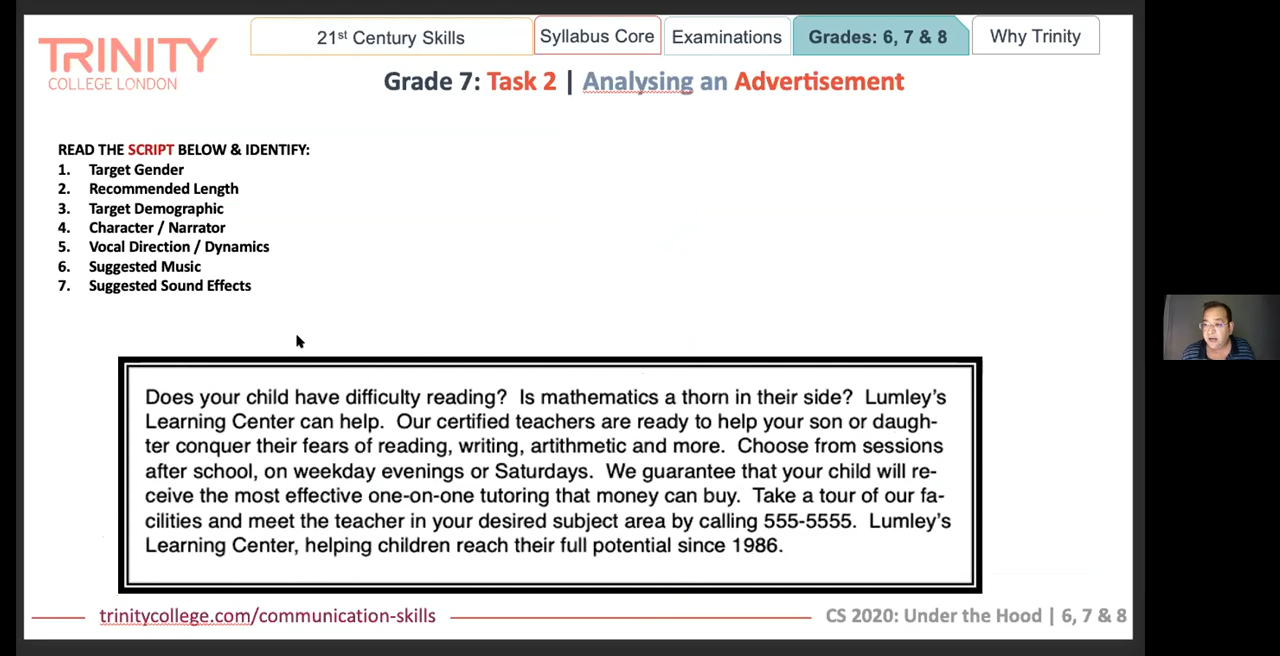 TRINITY
COLLEGE LONDON
21st Century Skills
Syllabus Core
Examinations
Grades: 6, 7 & 8
Why Trinity
Grade 7: Task 2 | Analysing an Advertisement
READ THE SCRIPT BELOW & IDENTIFY:
1. Target Gender
2. Recommended Length
3. Target Demographic
4. Character / Narrator
5. Vocal Direction / Dynamics
6. Suggested Music
7. Suggested Sound Effects
Does your child have difficulty reading? Is mathematics a thorn in their side? Lumley's
Learning Center can help. Our certified teachers are ready to help your son or daugh-
ter conquer their fears of reading, writing, artithmetic and more. Choose from sessions
after school, on weekday evenings or Saturdays. We guarantee that your child will re-
ceive the most effective one-on-one tutoring that money can buy. Take a tour of our fa-
cilities and meet the teacher in your desired subject area by calling 555-5555. Lumley's
Learning Center, helping children reach their full potential since 1986.
trinitycollege.com/communication-skills
CS 2020: Under the Hood | 6, 7 & 8